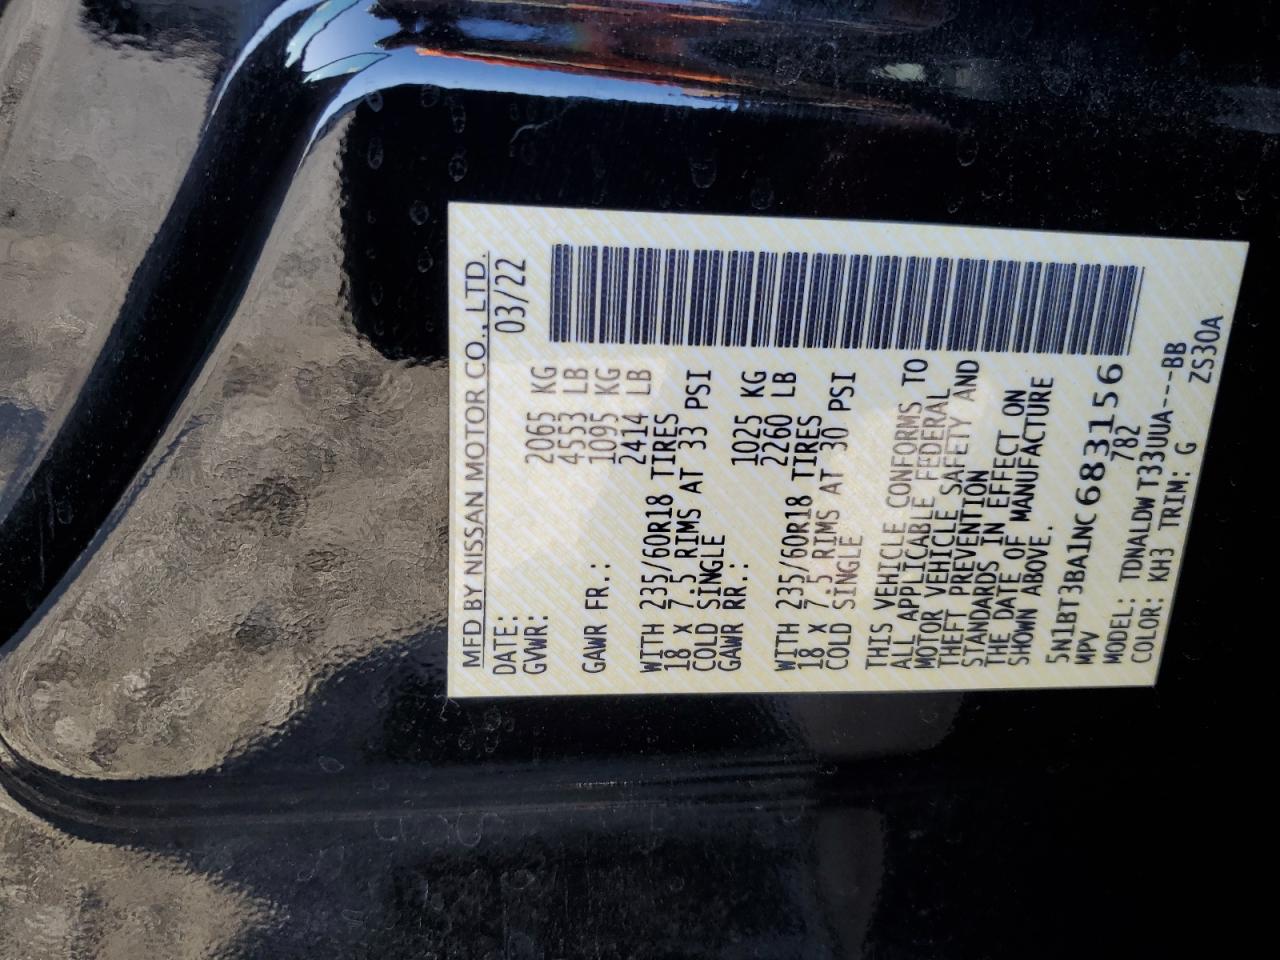 MFD BY NISSAN MOTOR CO., LTD.
DATE: 03/22
GVWR: 2065 KG
4553 LB
GAWR FR.: 1095 KG
2414 LB
WITH 235/60R18 TIRES
18 x 7.5 RIMS AT 33 PSI
COLD SINGLE
GAWR RR.: 1025 KG
2260 LB
WITH 235/60R18 TIRES
18 x 7.5 RIMS AT 30 PSI
COLD SINGLE
THIS VEHICLE CONFORMS TO
ALL APPLICABLE FEDERAL
MOTOR VEHICLE SAFETY AND
THEFT PREVENTION
STANDARDS IN EFFECT ON
THE DATE OF MANUFACTURE
SHOWN ABOVE.
5N1BT3BA1NC683156
MPV 782
MODEL: TDNALDW T33UUA----BB
COLOR: KH3 TRIM: G ZS30A